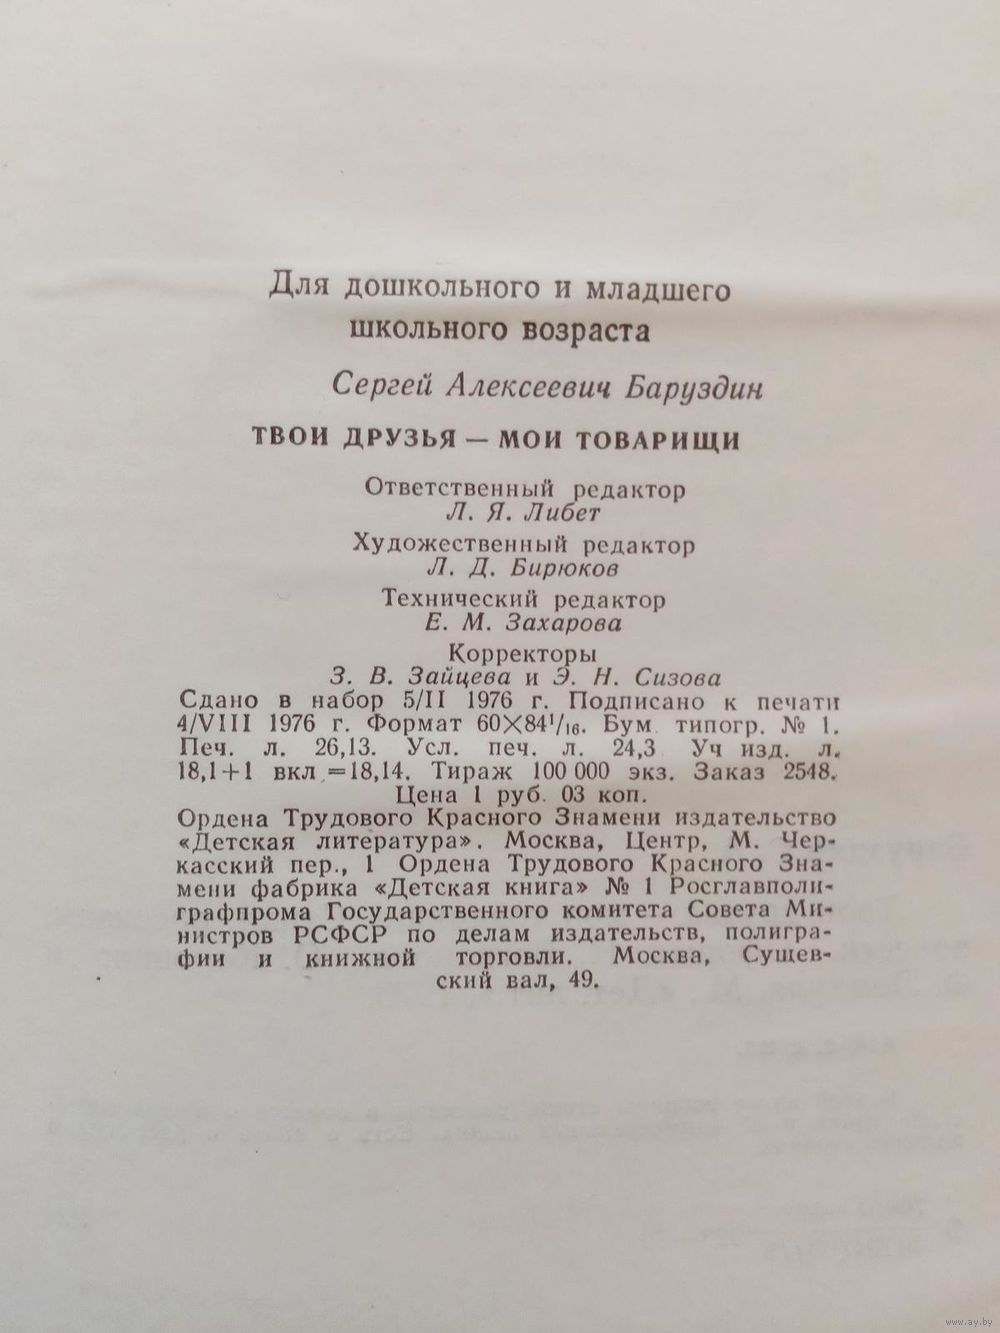 Для дошкольного и младшего
школьного возраста
Сергей Алексеевич Баруздин
ТВОИ ДРУЗЬЯ — МОИ ТОВАРИЩИ
Ответственный редактор
Л. Я. Либет
Художественный редактор
Л. Д. Бирюков
Технический редактор
Е. М. Захарова
Корректоры
З. В. Зайцева и Э. Н. Сизова
Сдано в набор 5/II 1976 г. Подписано к печати
4/VIII 1976 г. Формат 60×84¹/₁₆. Бум. типогр. № 1.
Печ. л. 26,13. Усл. печ. л. 24,3 Уч изд. л.
18,1+1 вкл.=18,14. Тираж 100 000 экз. Заказ 2548.
Цена 1 руб. 03 коп.
Ордена Трудового Красного Знамени издательство
«Детская литература». Москва, Центр, М. Чер-
касский пер., 1 Ордена Трудового Красного Зна-
мени фабрика «Детская книга» № 1 Росглавполи-
графпрома Государственного комитета Совета Ми-
нистров РСФСР по делам издательств, полигра-
фии и книжной торговли. Москва, Сущев-
ский вал, 49.
www.ay.by